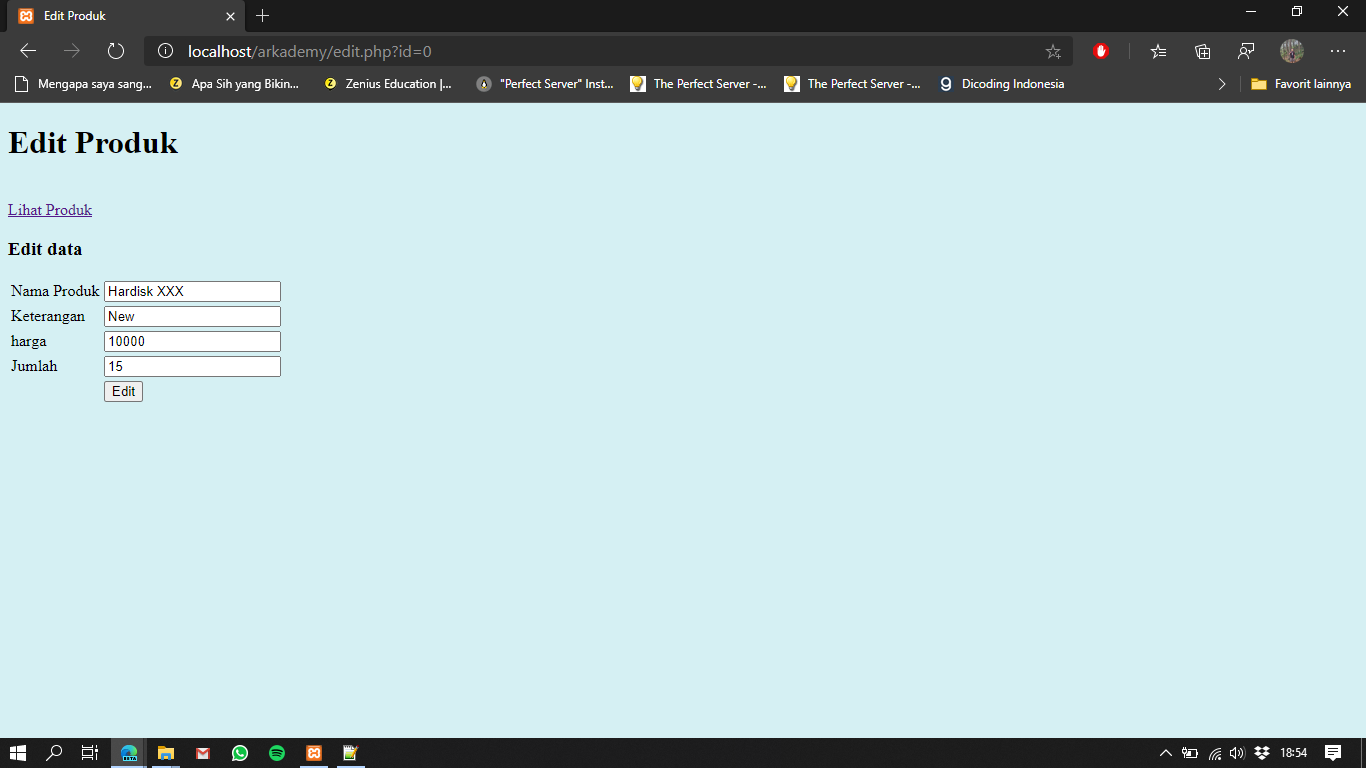 Edit Produk
localhost/arkademy/edit.php?id=0
Mengapa saya sang... Apa Sih yang Bikin... Zenius Education |... "Perfect Server" Inst... The Perfect Server -... The Perfect Server -... Dicoding Indonesia Favorit lainnya
Edit Produk
Lihat Produk
Edit data
Nama Produk Hardisk XXX
Keterangan New
harga 10000
Jumlah 15
Edit
18:54